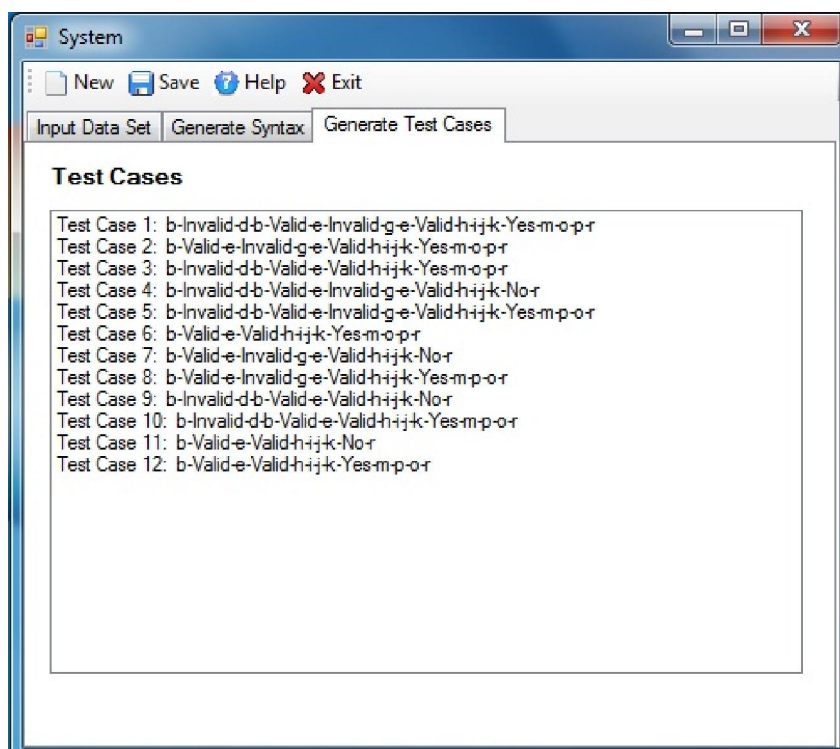 System
New Save Help Exit
Input Data Set Generate Syntax Generate Test Cases
Test Cases
Test Case 1: b-Invalid-d-b-Valid-e-Invalid-g-e-Valid-h-i-j-k-Yes-m-o-p-r
Test Case 2: b-Valid-e-Invalid-g-e-Valid-h-i-j-k-Yes-m-o-p-r
Test Case 3: b-Invalid-d-b-Valid-e-Valid-h-i-j-k-Yes-m-o-p-r
Test Case 4: b-Invalid-d-b-Valid-e-Invalid-g-e-Valid-h-i-j-k-No-r
Test Case 5: b-Invalid-d-b-Valid-e-Invalid-g-e-Valid-h-i-j-k-Yes-m-p-o-r
Test Case 6: b-Valid-e-Valid-h-i-j-k-Yes-m-o-p-r
Test Case 7: b-Valid-e-Invalid-g-e-Valid-h-i-j-k-No-r
Test Case 8: b-Valid-e-Invalid-g-e-Valid-h-i-j-k-Yes-m-p-o-r
Test Case 9: b-Invalid-d-b-Valid-e-Valid-h-i-j-k-No-r
Test Case 10: b-Invalid-d-b-Valid-e-Valid-h-i-j-k-Yes-m-p-o-r
Test Case 11: b-Valid-e-Valid-h-i-j-k-No-r
Test Case 12: b-Valid-e-Valid-h-i-j-k-Yes-m-p-o-r